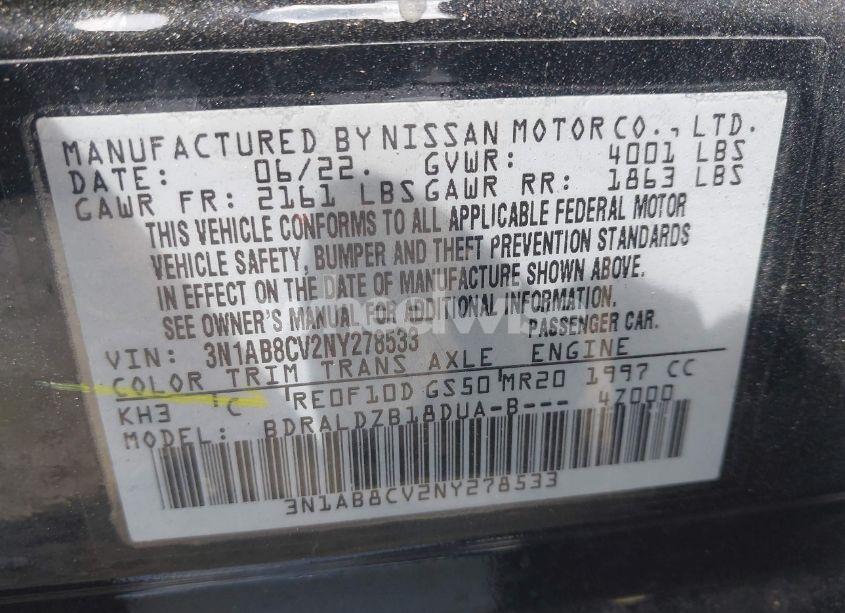 MANUFACTURED BY NISSAN MOTOR CO., LTD.
DATE: 06/22. GVWR: 4001 LBS
GAWR FR: 2161 LBS GAWR RR: 1863 LBS
THIS VEHICLE CONFORMS TO ALL APPLICABLE FEDERAL MOTOR
VEHICLE SAFETY, BUMPER AND THEFT PREVENTION STANDARDS
IN EFFECT ON THE DATE OF MANUFACTURE SHOWN ABOVE.
SEE OWNER'S MANUAL FOR ADDITIONAL INFORMATION.
VIN: 3N1AB8CV2NY278533 PASSENGER CAR.
COLOR TRIM TRANS AXLE ENGINE
KH3 C RE0F10D GS50 MR20 1997 CC
MODEL: BDRALDZB18DUA-B--- 47000
3N1AB8CV2NY278533